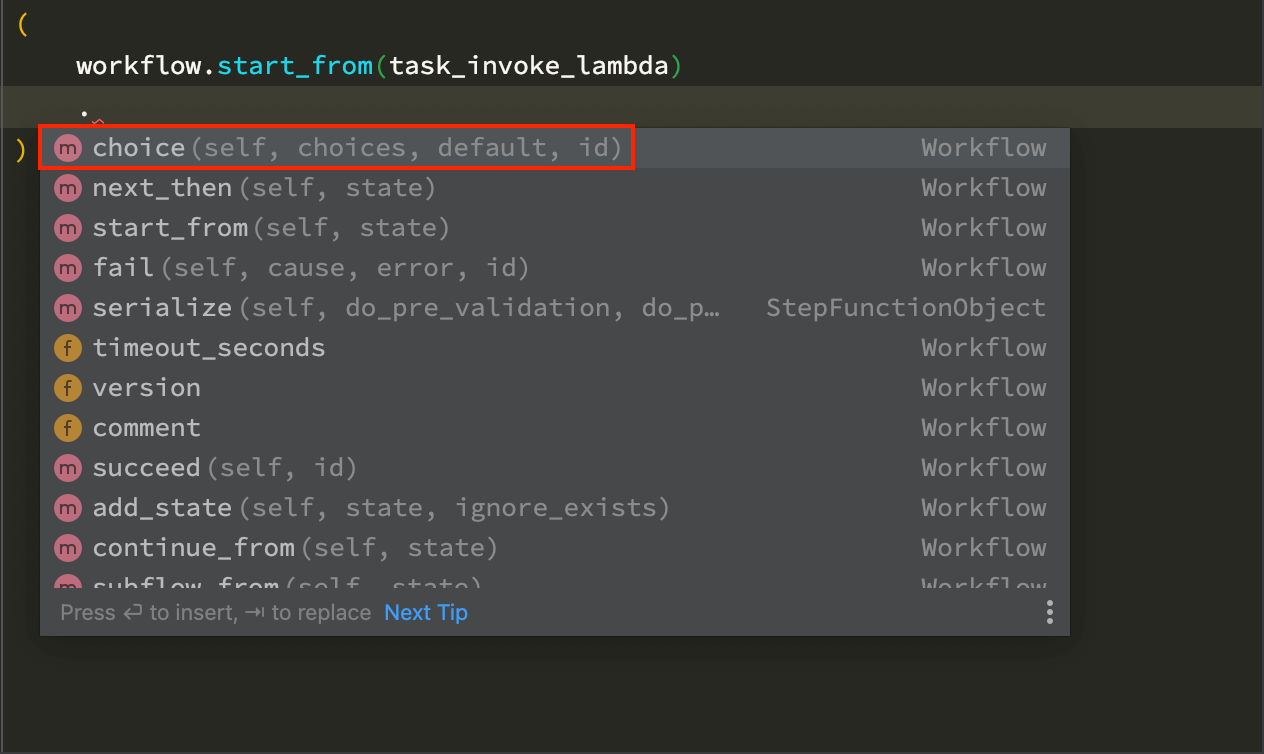 (
workflow.start_from(task_invoke_lambda)
.
)
m choice(self, choices, default, id) Workflow
m next_then(self, state) Workflow
m start_from(self, state) Workflow
m fail(self, cause, error, id) Workflow
m serialize(self, do_pre_validation, do_p… StepFunctionObject
f timeout_seconds Workflow
f version Workflow
f comment Workflow
m succeed(self, id) Workflow
m add_state(self, state, ignore_exists) Workflow
m continue_from(self, state) Workflow
m subflow_from(self, state) Workflow
Press ⏎ to insert, ⇥ to replace Next Tip